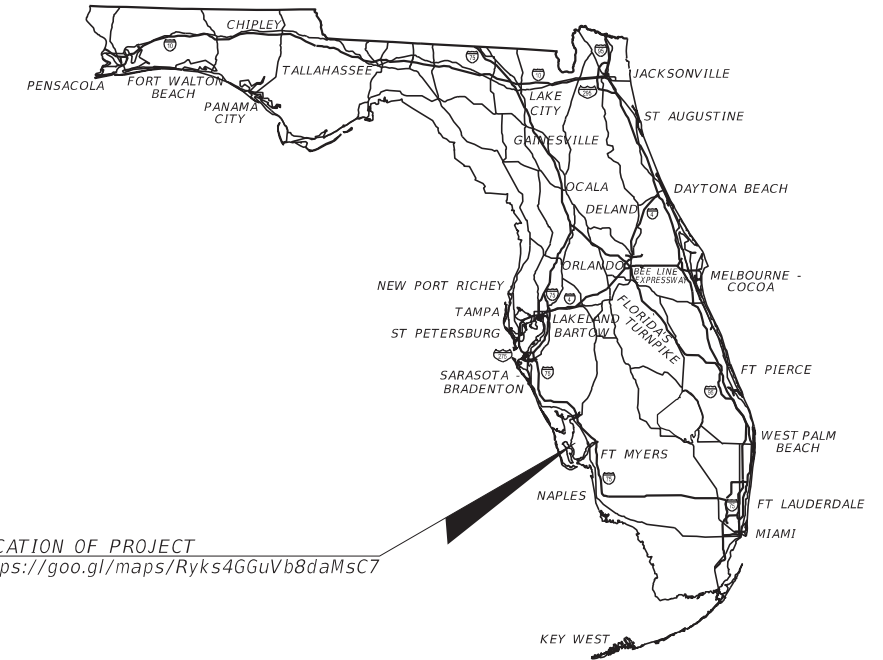 CHIPLEY
PENSACOLA
FORT WALTON
BEACH
PANAMA
CITY
TALLAHASSEE
JACKSONVILLE
LAKE
CITY
ST AUGUSTINE
GAINESVILLE
OCALA
DAYTONA BEACH
DELAND
ORLANDO
BEE LINE
EXPRESSWAY
MELBOURNE -
COCOA
NEW PORT RICHEY
TAMPA
ST PETERSBURG
LAKELAND
BARTOW
FLORIDA'S
TURNPIKE
SARASOTA -
BRADENTON
FT PIERCE
WEST PALM
BEACH
FT MYERS
NAPLES
FT LAUDERDALE
MIAMI
CATION OF PROJECT
ps://goo.gl/maps/Ryks4GGuVb8daMsC7
KEY WEST